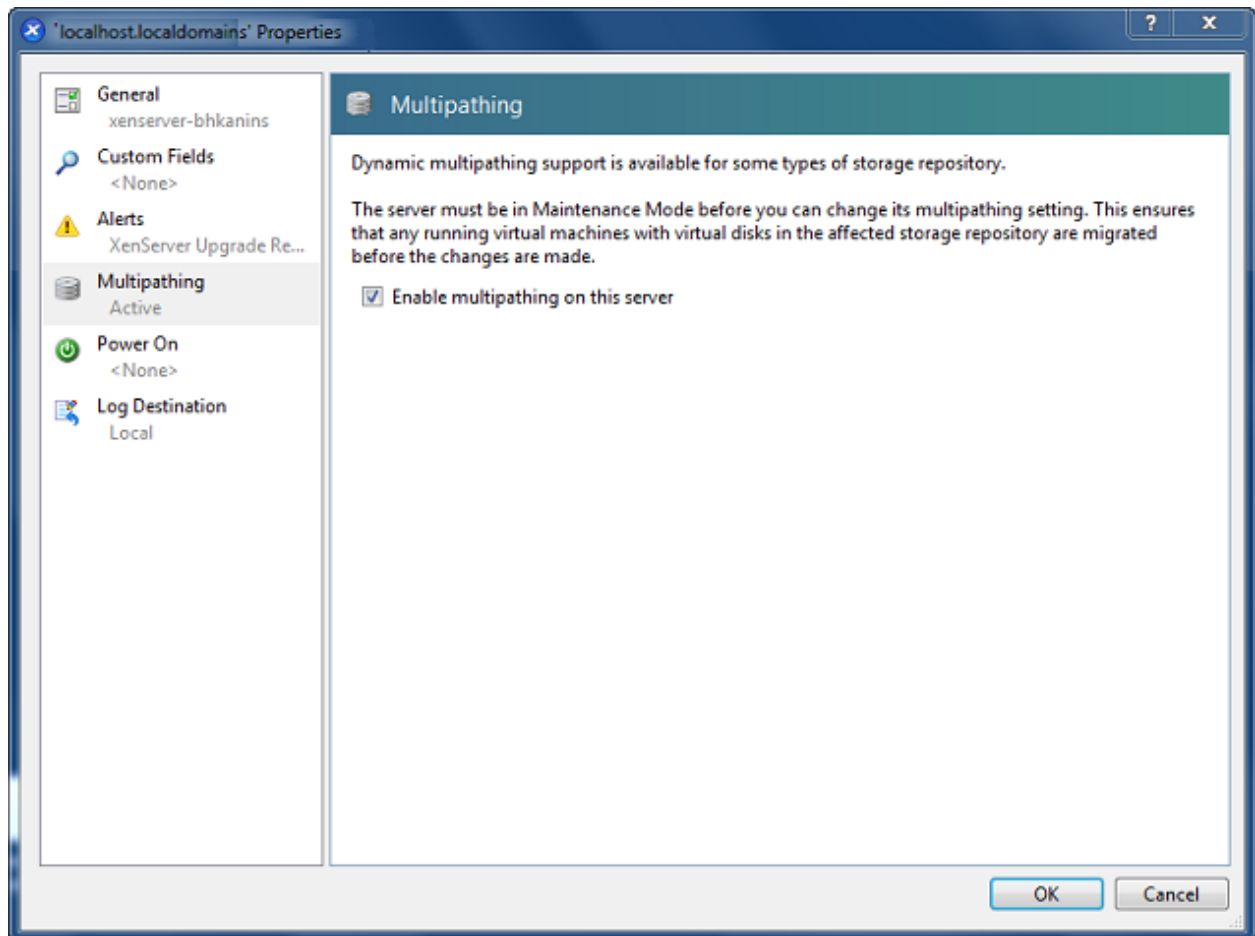 'localhost.localdomains' Properties
General
xenserver-bhkanins
Custom Fields
<None>
Alerts
XenServer Upgrade Re...
Multipathing
Active
Power On
<None>
Log Destination
Local
Multipathing
Dynamic multipathing support is available for some types of storage repository.
The server must be in Maintenance Mode before you can change its multipathing setting. This ensures
that any running virtual machines with virtual disks in the affected storage repository are migrated
before the changes are made.
Enable multipathing on this server
OK
Cancel